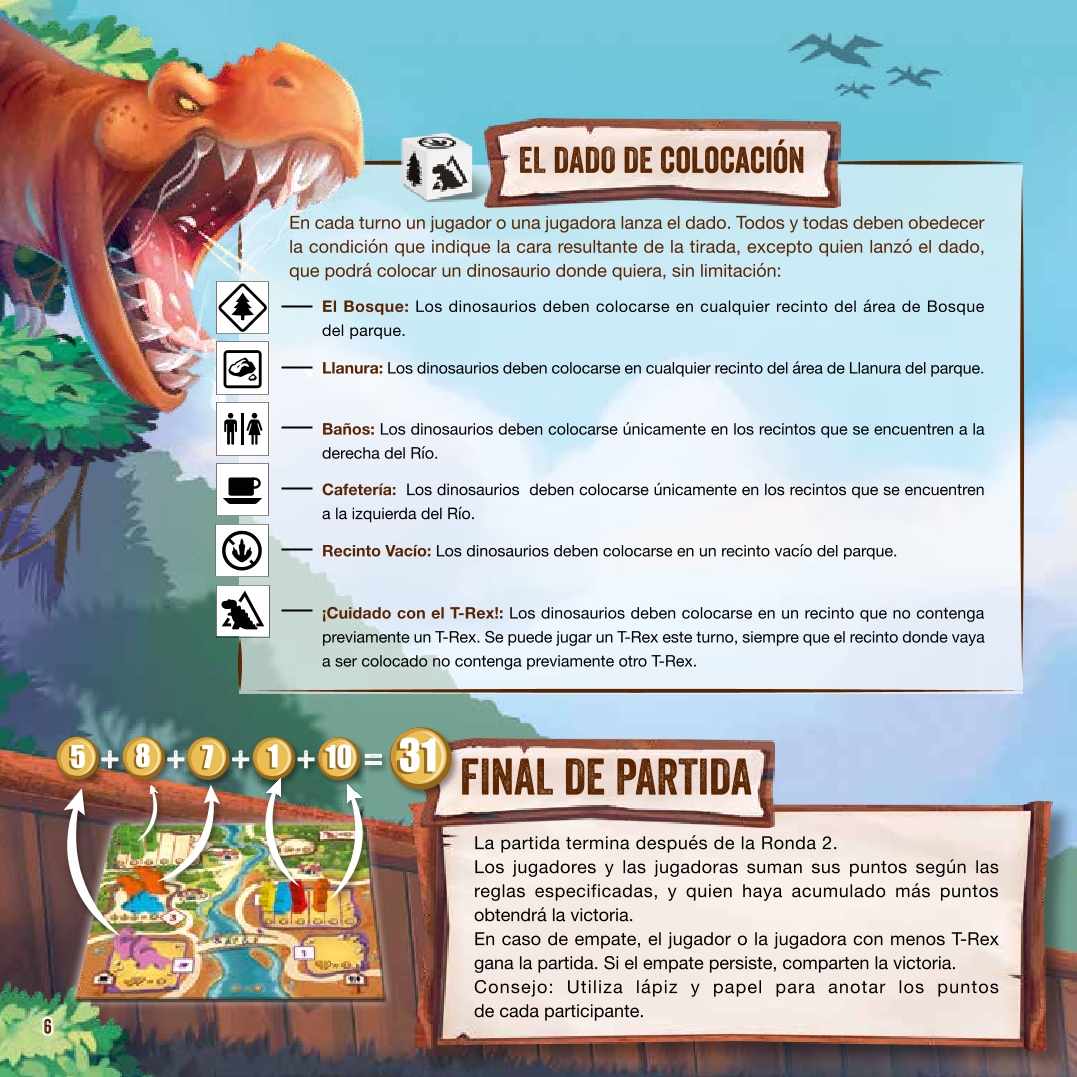 EL DADO DE COLOCACIÓN
En cada turno un jugador o una jugadora lanza el dado. Todos y todas deben obedecer
la condición que indique la cara resultante de la tirada, excepto quien lanzó el dado,
que podrá colocar un dinosaurio donde quiera, sin limitación:
El Bosque: Los dinosaurios deben colocarse en cualquier recinto del área de Bosque
del parque.
Llanura: Los dinosaurios deben colocarse en cualquier recinto del área de Llanura del parque.
Baños: Los dinosaurios deben colocarse únicamente en los recintos que se encuentren a la
derecha del Río.
Cafetería: Los dinosaurios deben colocarse únicamente en los recintos que se encuentren
a la izquierda del Río.
Recinto Vacío: Los dinosaurios deben colocarse en un recinto vacío del parque.
¡Cuidado con el T-Rex!: Los dinosaurios deben colocarse en un recinto que no contenga
previamente un T-Rex. Se puede jugar un T-Rex este turno, siempre que el recinto donde vaya
a ser colocado no contenga previamente otro T-Rex.
5 + 8 + 7 + 1 + 10 = 31
FINAL DE PARTIDA
La partida termina después de la Ronda 2.
Los jugadores y las jugadoras suman sus puntos según las
reglas especificadas, y quien haya acumulado más puntos
obtendrá la victoria.
En caso de empate, el jugador o la jugadora con menos T-Rex
gana la partida. Si el empate persiste, comparten la victoria.
Consejo: Utiliza lápiz y papel para anotar los puntos
de cada participante.
3
1
6